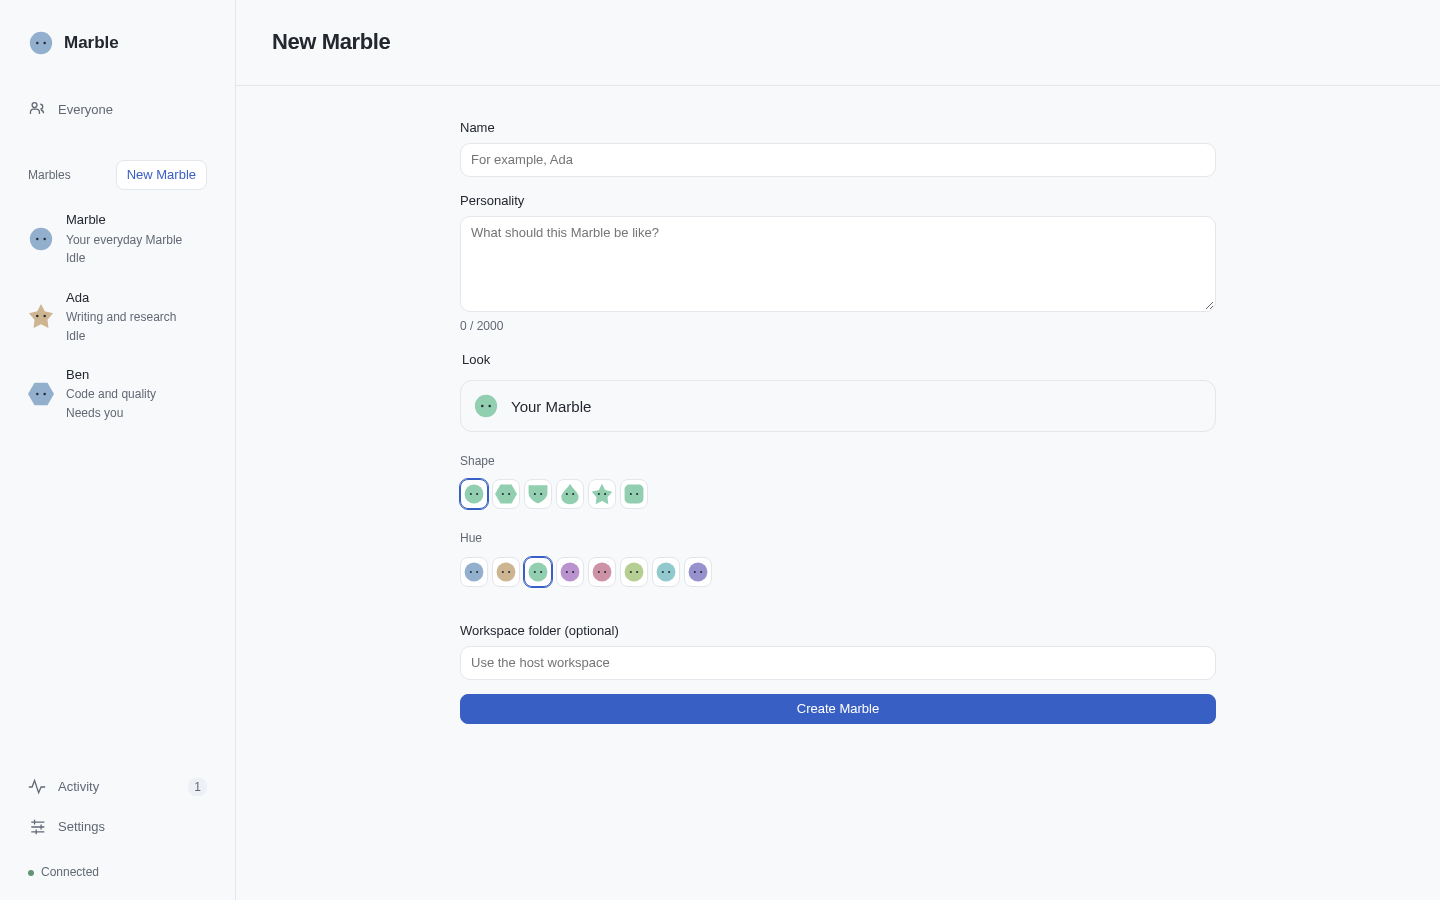 Marble
Everyone
Marbles
New Marble
Marble
Your everyday Marble
Idle
Ada
Writing and research
Idle
Ben
Code and quality
Needs you
Activity
1
Settings
Connected
New Marble
Name
For example, Ada
Personality
What should this Marble be like?
0 / 2000
Look
Your Marble
Shape
Hue
Workspace folder (optional)
Use the host workspace
Create Marble